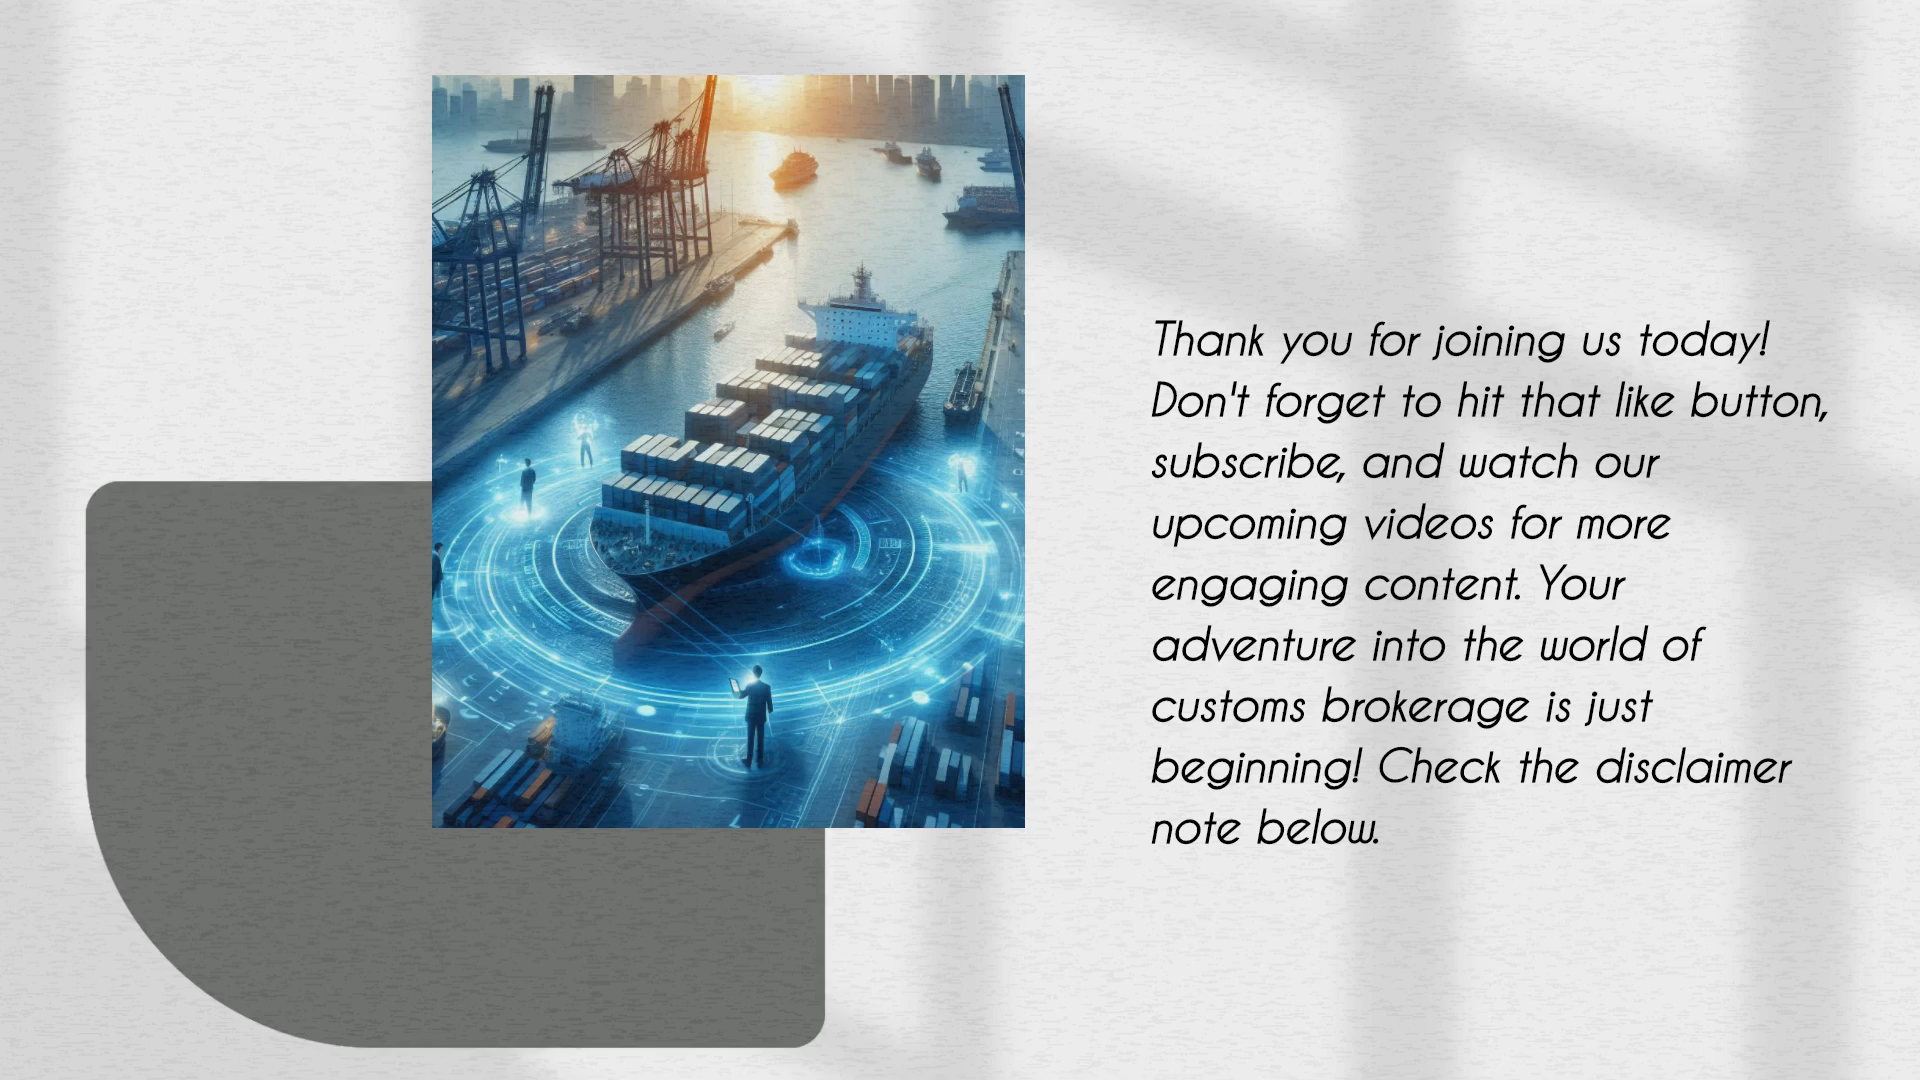 Thank you for joining us today!
Don't forget to hit that like button,
subscribe, and watch our
upcoming videos for more
engaging content. Your
adventure into the world of
customs brokerage is just
beginning! Check the disclaimer
note below.